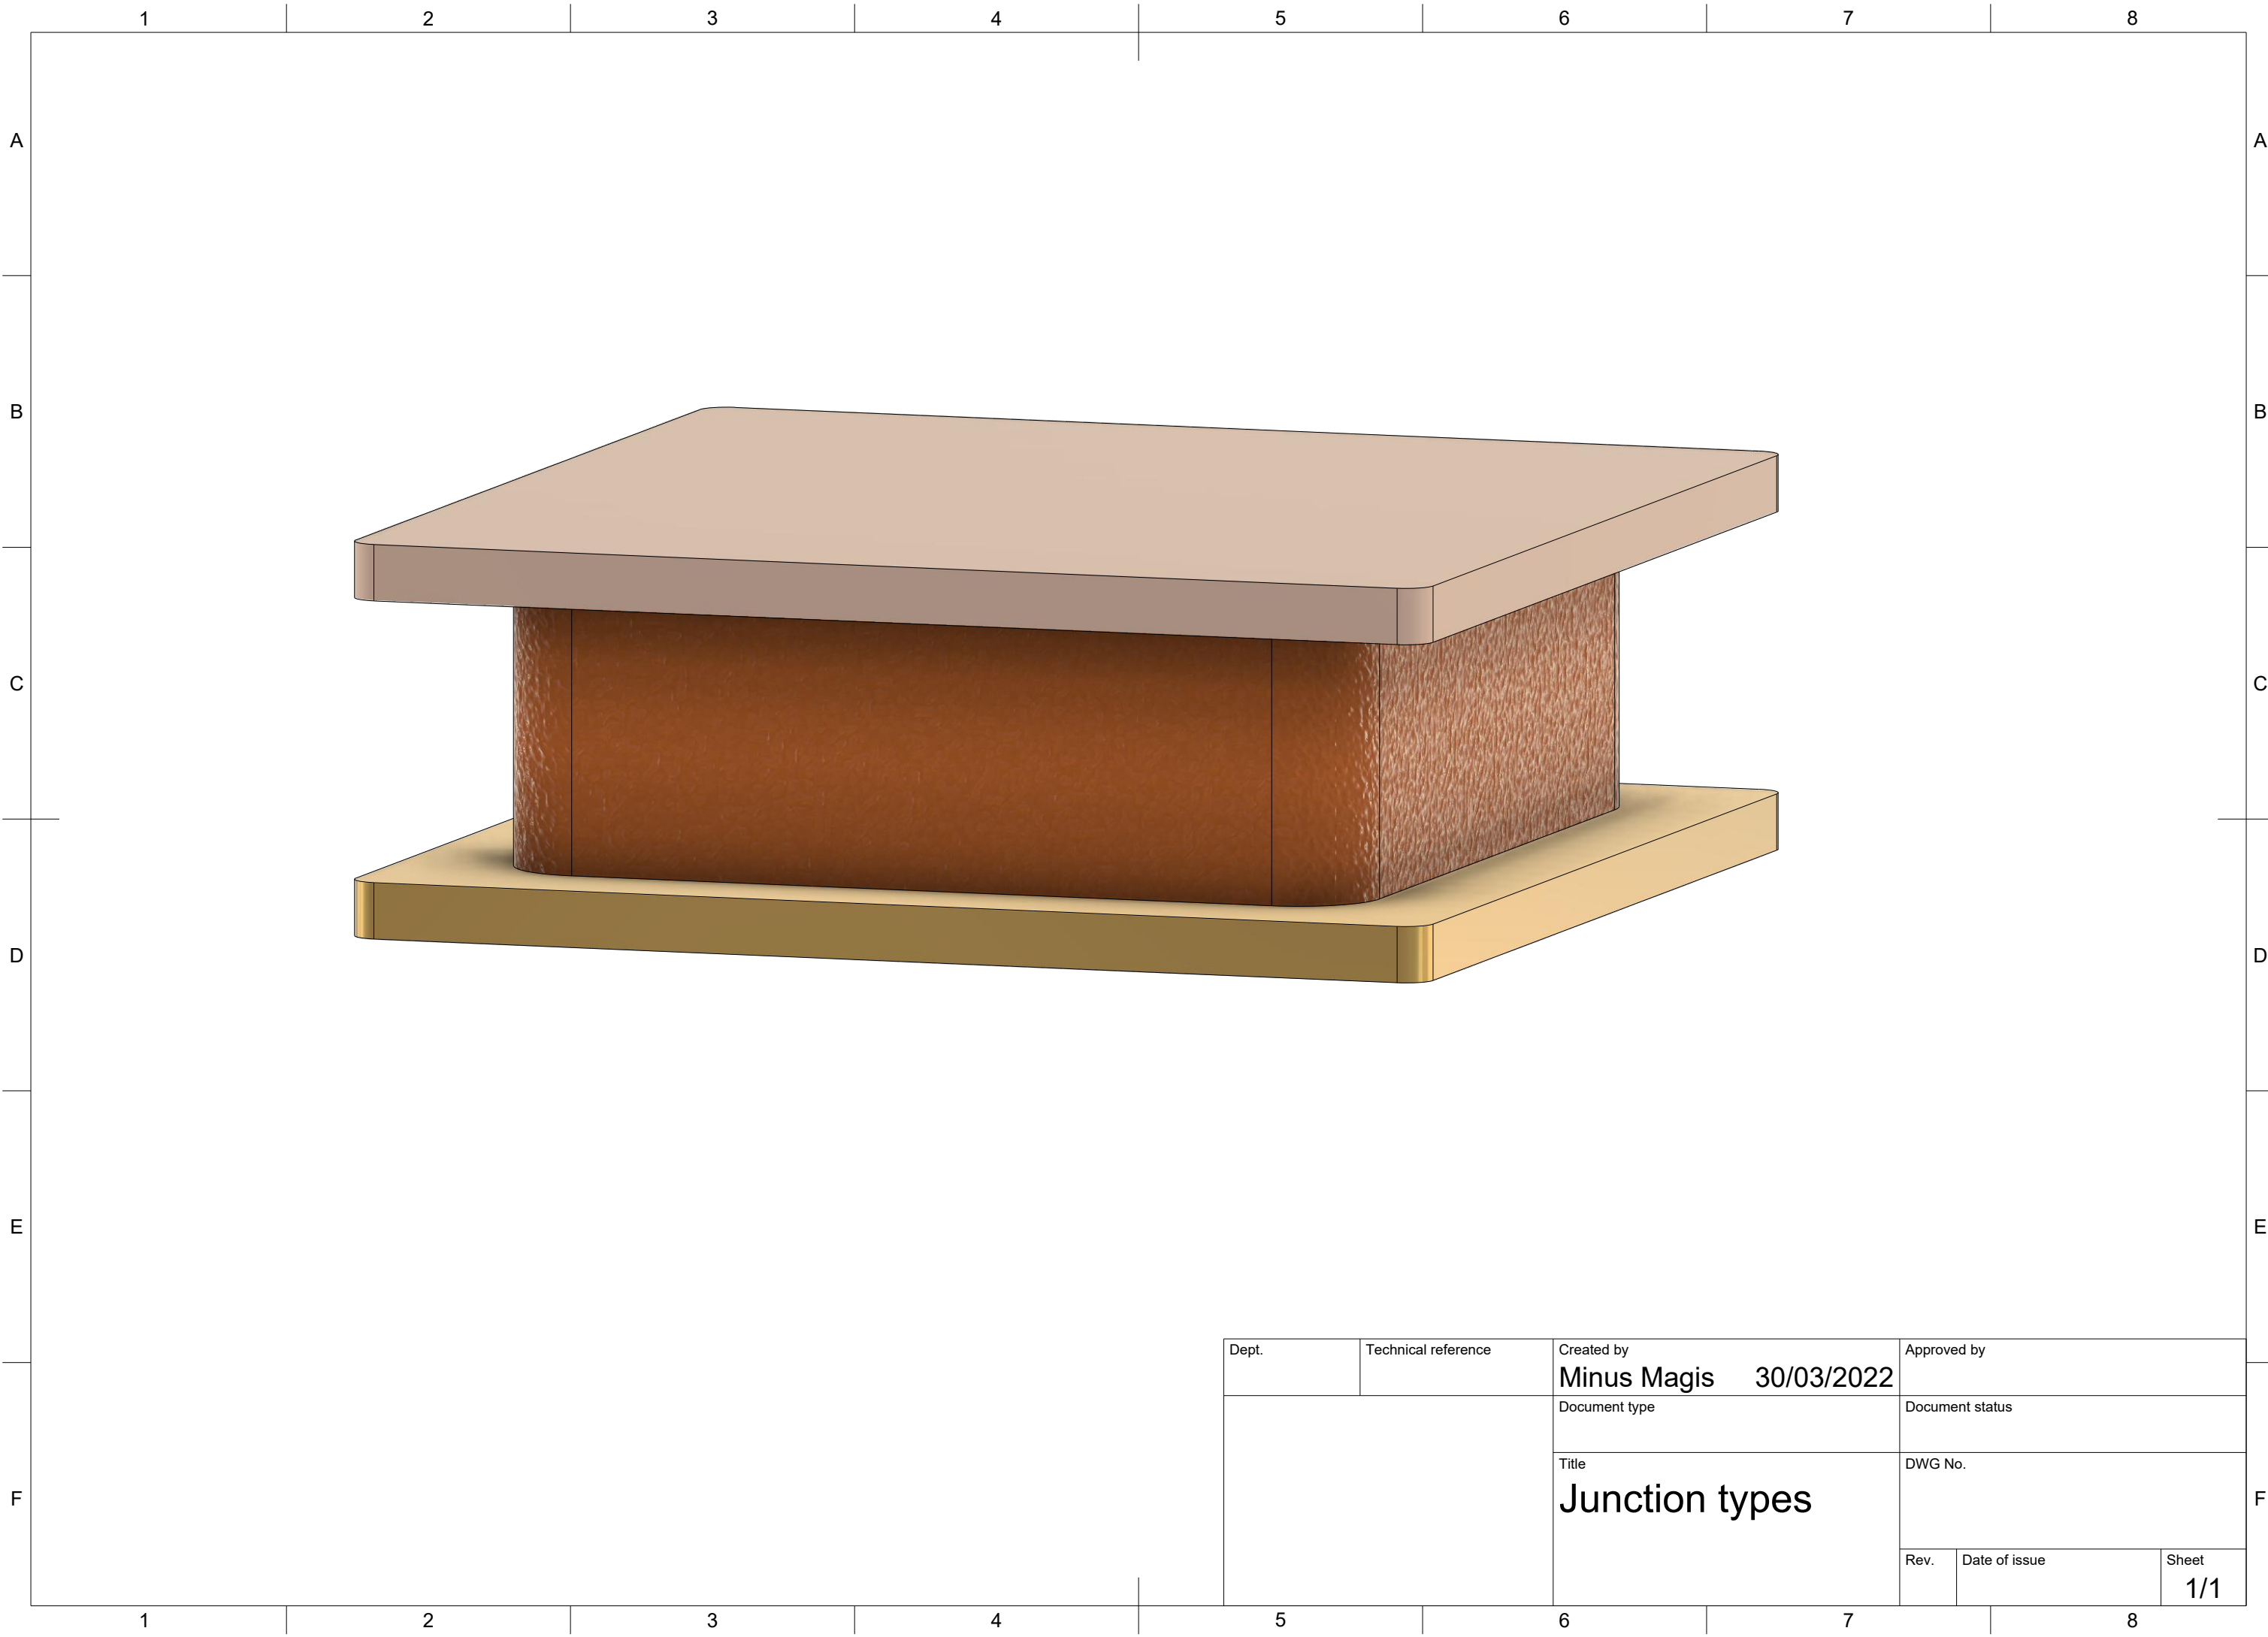 1 2 3 4 5 6 7 8
A A
B B
C C
D D
E E
F F
Dept. Technical reference Created by Approved by
Minus Magis 30/03/2022
Document type Document status
Title DWG No.
Junction types
Rev. Date of issue Sheet
1/1
1 2 3 4 5 6 7 8